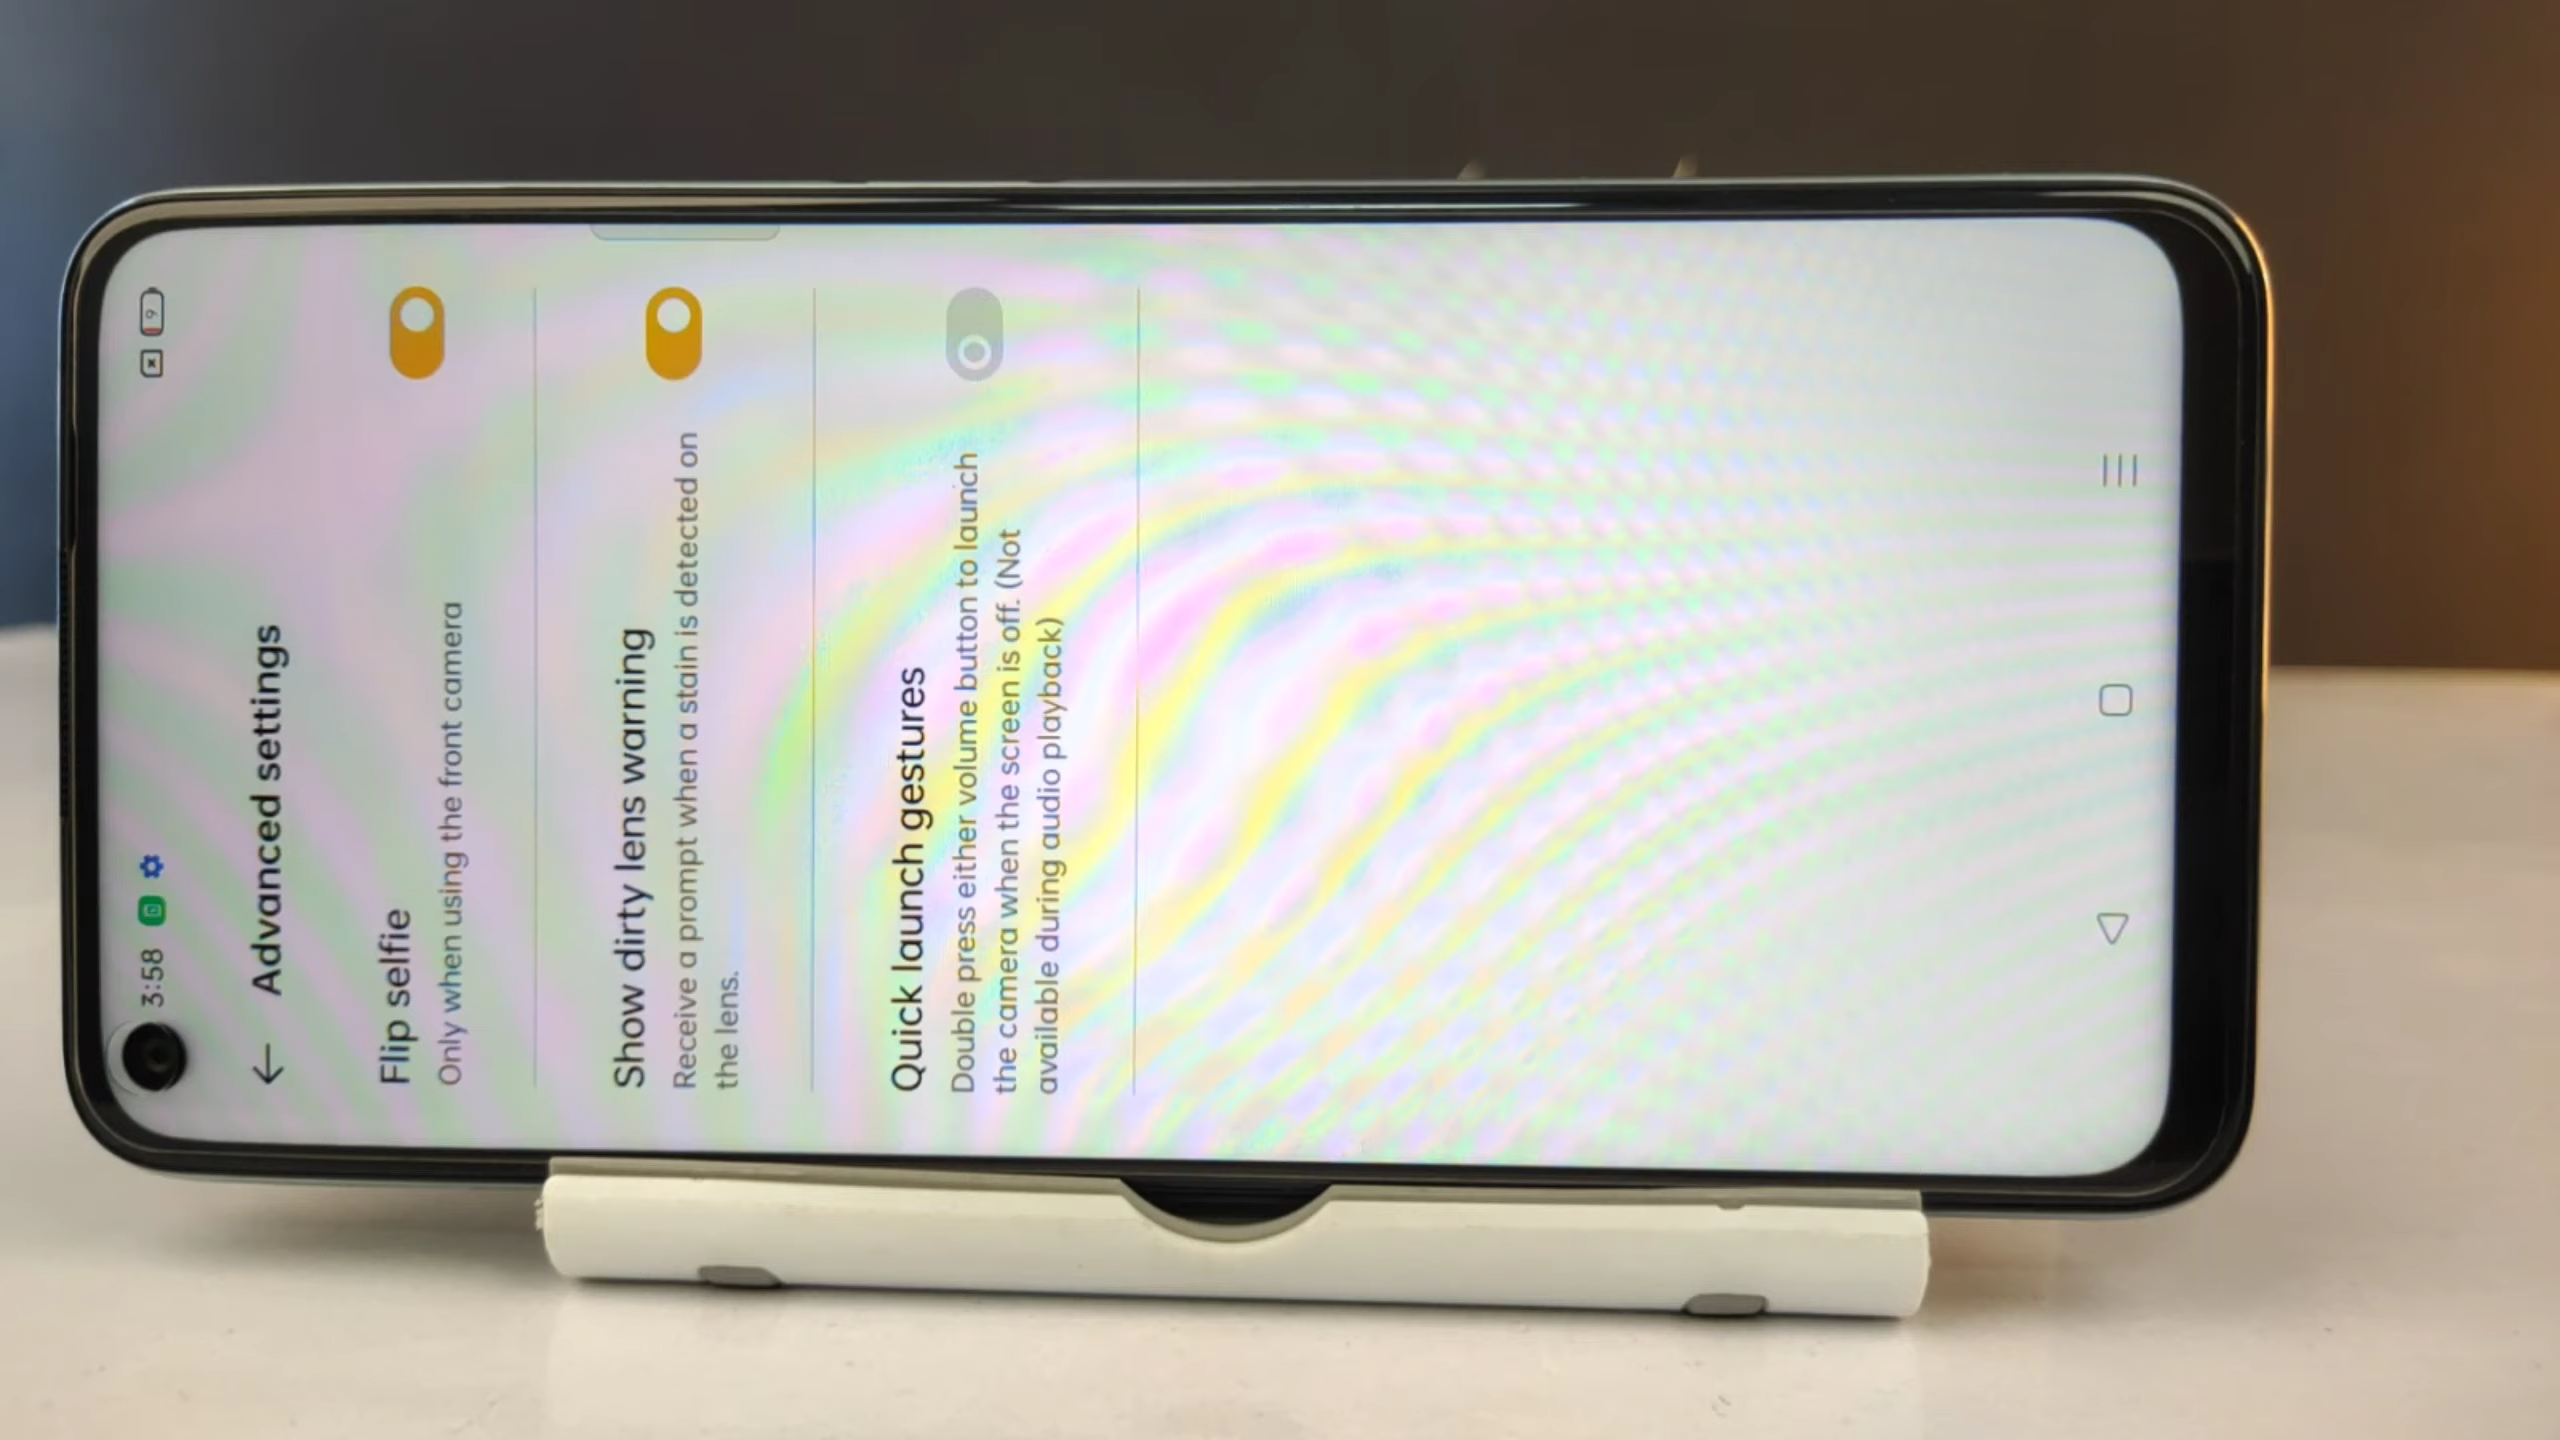 3:58
9
Advanced settings
Flip selfie
Only when using the front camera
Show dirty lens warning
Receive a prompt when a stain is detected on
the lens.
Quick launch gestures
Double press either volume button to launch
the camera when the screen is off. (Not
available during audio playback)